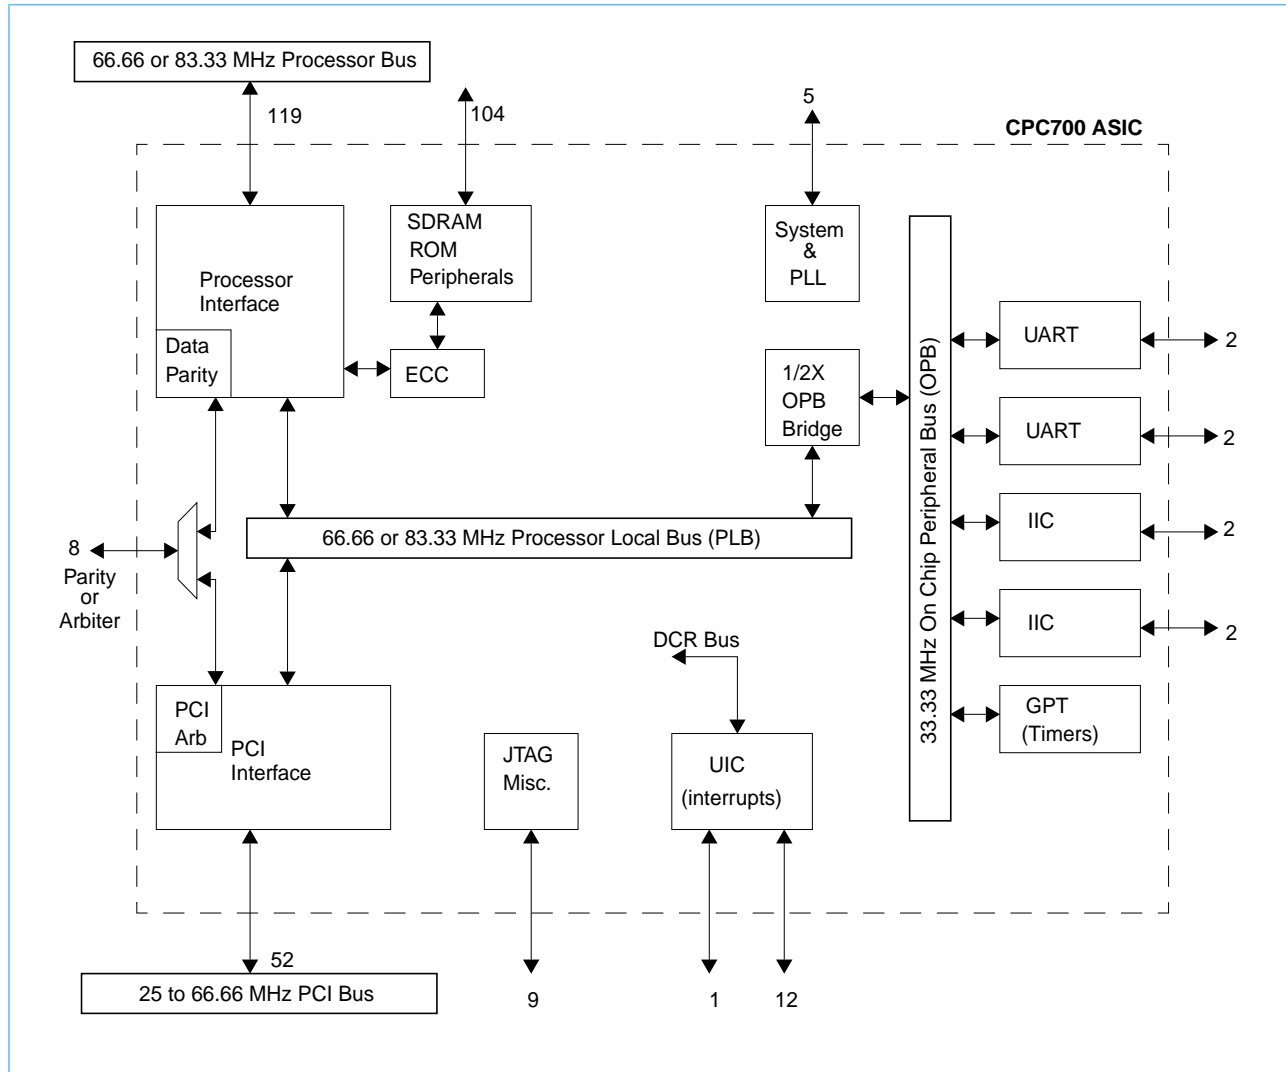 66.66 or 83.33 MHz Processor Bus
119
104
5
CPC700 ASIC
Processor
Interface
Data
Parity
SDRAM
ROM
Peripherals
ECC
System
&
PLL
1/2X
OPB
Bridge
33.33 MHz On Chip Peripheral Bus (OPB)
UART
2
UART
2
IIC
2
IIC
2
GPT
(Timers)
66.66 or 83.33 MHz Processor Local Bus (PLB)
8
Parity
or
Arbiter
DCR Bus
PCI
Arb
PCI
Interface
JTAG
Misc.
UIC
(interrupts)
52
25 to 66.66 MHz PCI Bus
9
1
12